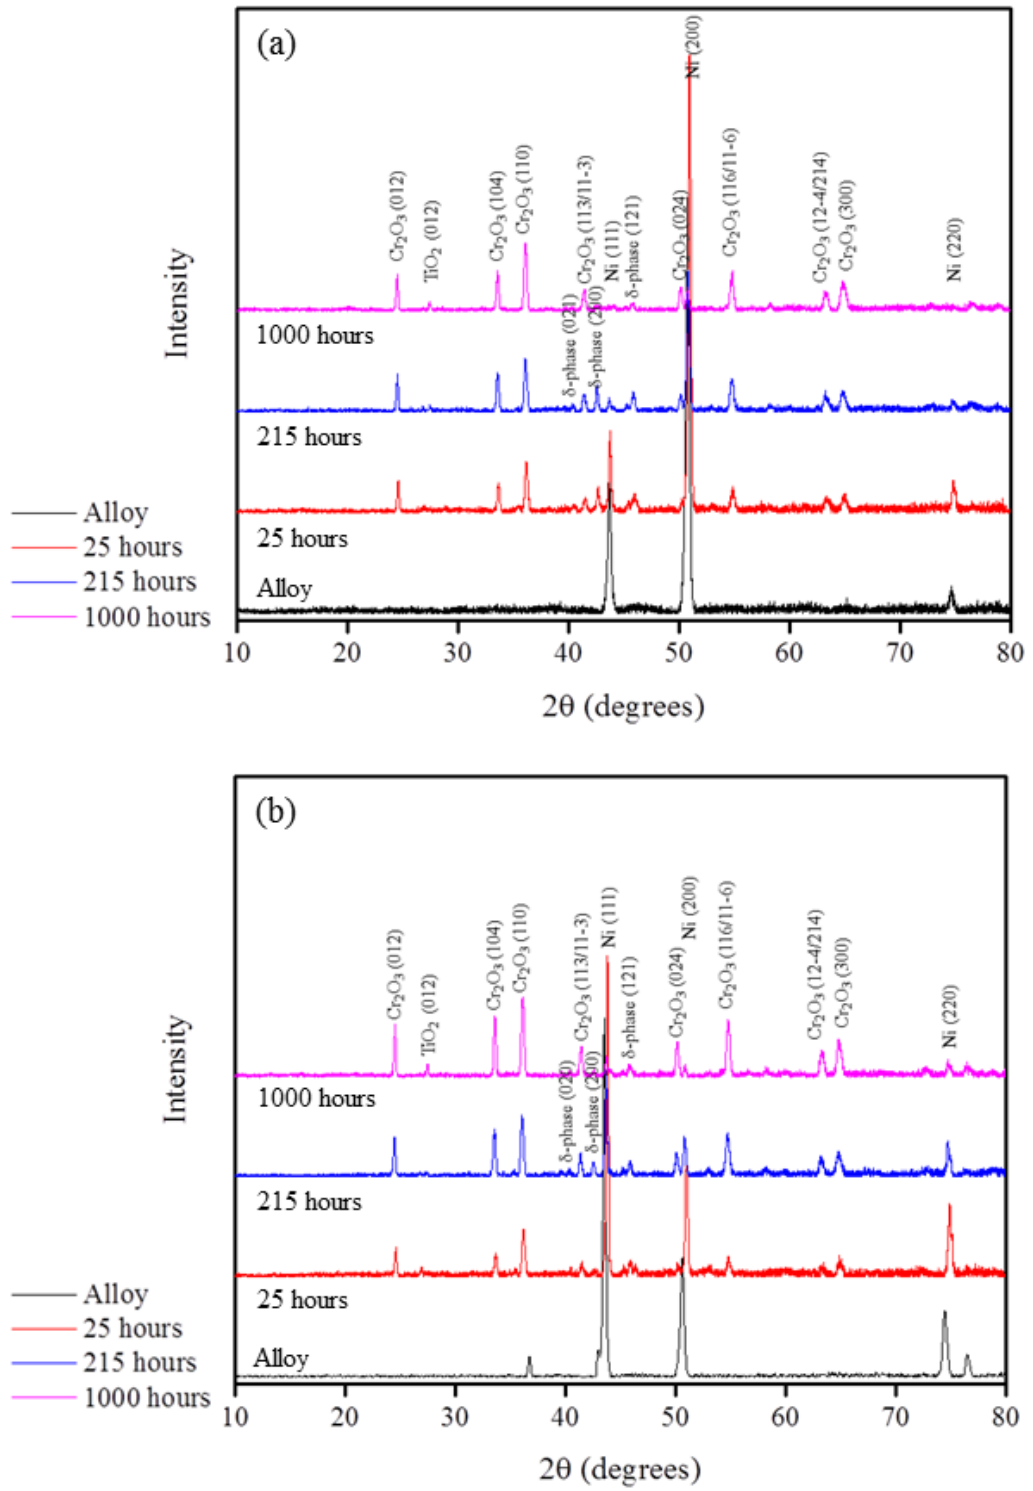 (a)
Ni (200)
Cr2O3 (012)
TiO2 (012)
Cr2O3 (104)
Cr2O3 (110)
Cr2O3 (113/11-3)
Ni (111)
δ-phase (121)
Cr2O3 (024)
Cr2O3 (116/11-6)
Cr2O3 (12-4/214)
Cr2O3 (300)
Ni (220)
δ-phase (021)
δ-phase (200)
Intensity
1000 hours
215 hours
25 hours
Alloy
Alloy
25 hours
215 hours
1000 hours
10 20 30 40 50 60 70 80
2θ (degrees)
(b)
Cr2O3 (012)
TiO2 (012)
Cr2O3 (104)
Cr2O3 (110)
Cr2O3 (113/11-3)
Ni (111)
δ-phase (121)
Cr2O3 (024)
Ni (200)
Cr2O3 (116/11-6)
Cr2O3 (12-4/214)
Cr2O3 (300)
Ni (220)
δ-phase (020)
δ-phase (200)
Intensity
1000 hours
215 hours
25 hours
Alloy
Alloy
25 hours
215 hours
1000 hours
10 20 30 40 50 60 70 80
2θ (degrees)